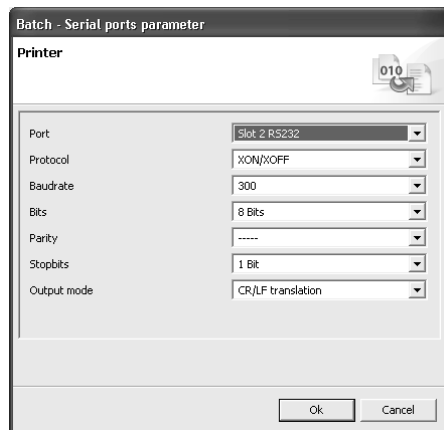 Batch - Serial ports parameter
Printer
010
Port Slot 2 RS232
Protocol XON/XOFF
Baudrate 300
Bits 8 Bits
Parity -----
Stopbits 1 Bit
Output mode CR/LF translation
Ok Cancel